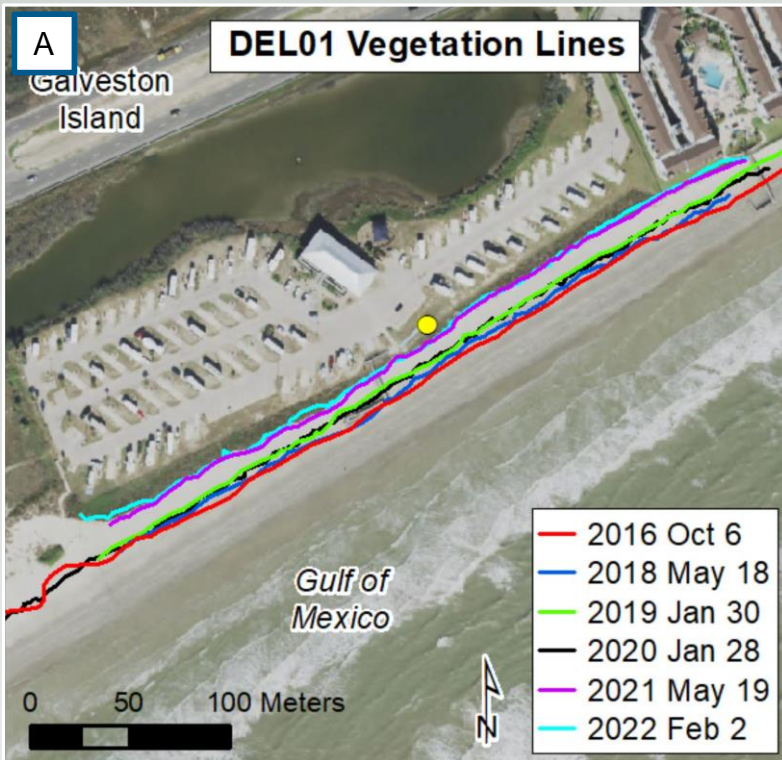 A
DEL01 Vegetation Lines
Galveston
Island
Gulf of
Mexico
2016 Oct 6
2018 May 18
2019 Jan 30
2020 Jan 28
2021 May 19
2022 Feb 2
0 50 100 Meters
N